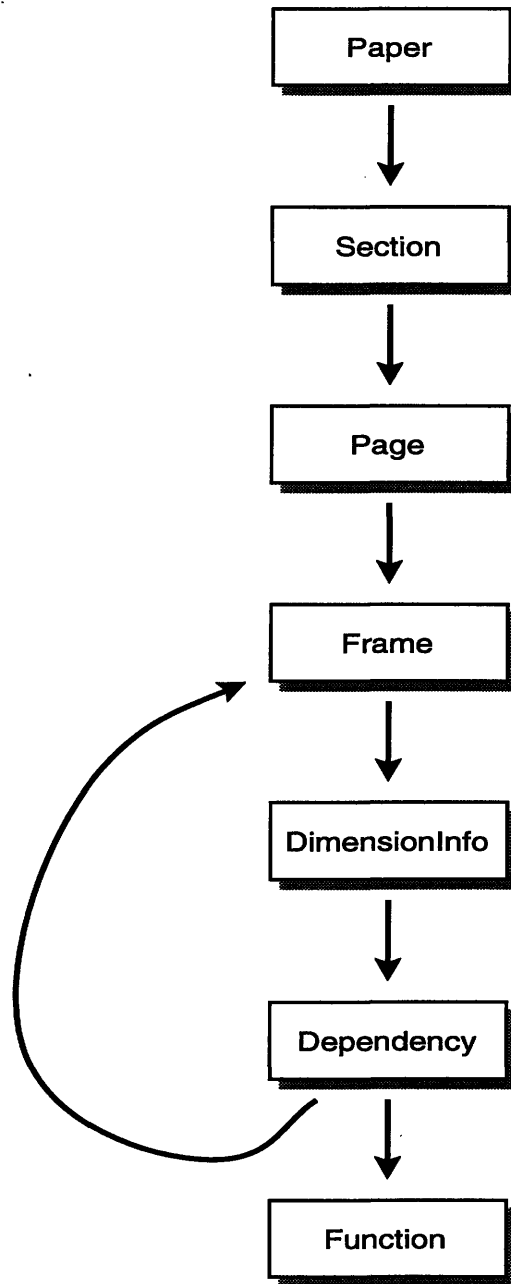 Paper
Section
Page
Frame
DimensionInfo
Dependency
Function